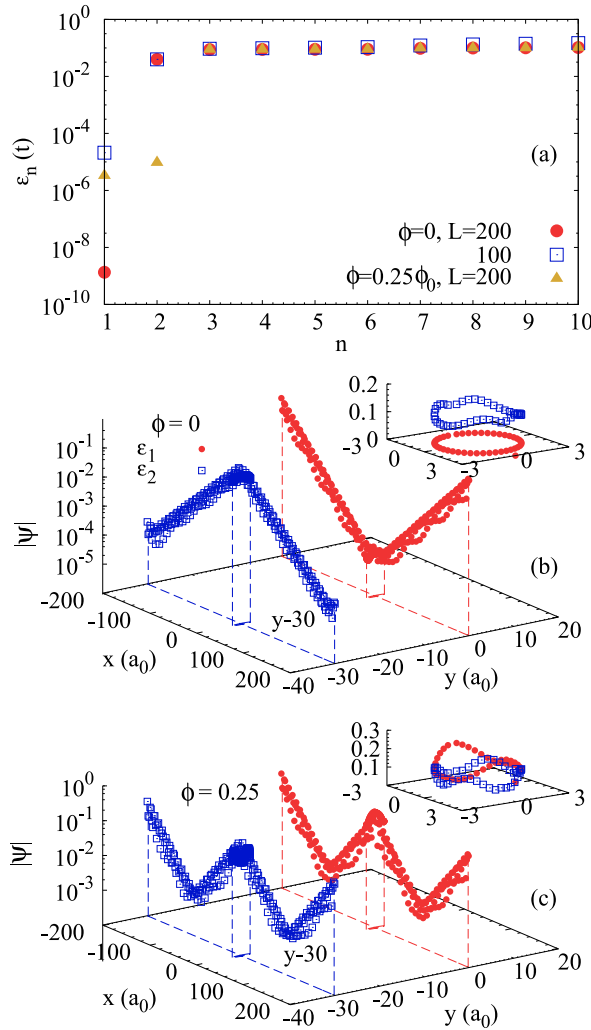 10^0
10^-2
10^-4
10^-6
10^-8
10^-10
ε_n (t)
(a)
ϕ=0, L=200
100
ϕ=0.25ϕ_0, L=200
1 2 3 4 5 6 7 8 9 10
n
0.2
0.1
0
-3 0 3 -3 0 3
ϕ = 0
ε_1
ε_2
10^-1
10^-2
10^-3
10^-4
10^-5
|ψ|
(b)
y-30
-200 -100 0 100 200
x (a_0)
-40 -30 -20 -10 0 10 20
y (a_0)
0.3
0.2
0.1
-3 0 3 -3 0 3
ϕ = 0.25
10^0
10^-1
10^-2
10^-3
|ψ|
(c)
y-30
-200 -100 0 100 200
x (a_0)
-40 -30 -20 -10 0 10 20
y (a_0)